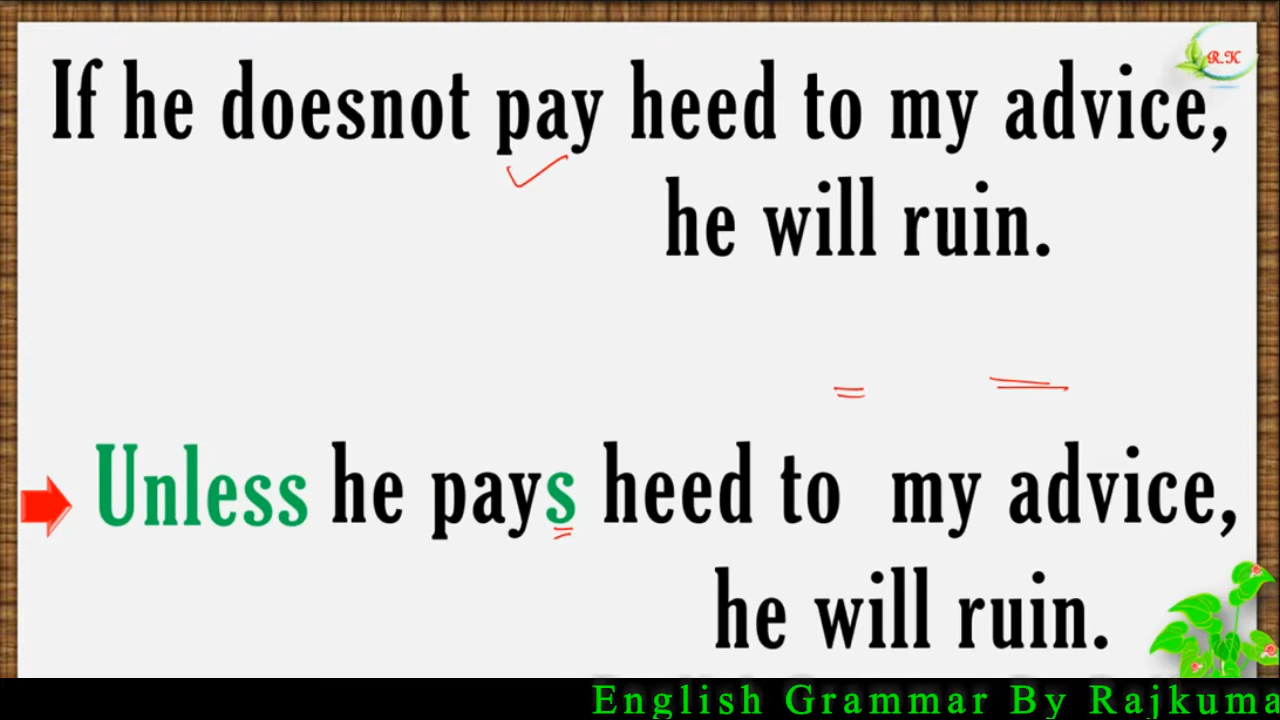 R.K
If he doesnot pay heed to my advice,
he will ruin.
Unless he pays heed to my advice,
he will ruin.
English Grammar By Rajkuma